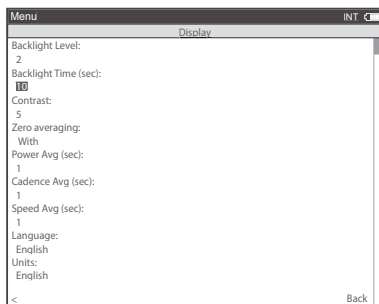 Menu INT
Display
Backlight Level:
2
Backlight Time (sec):
10
Contrast:
5
Zero averaging:
With
Power Avg (sec):
1
Cadence Avg (sec):
1
Speed Avg (sec):
1
Language:
English
Units:
English
< Back